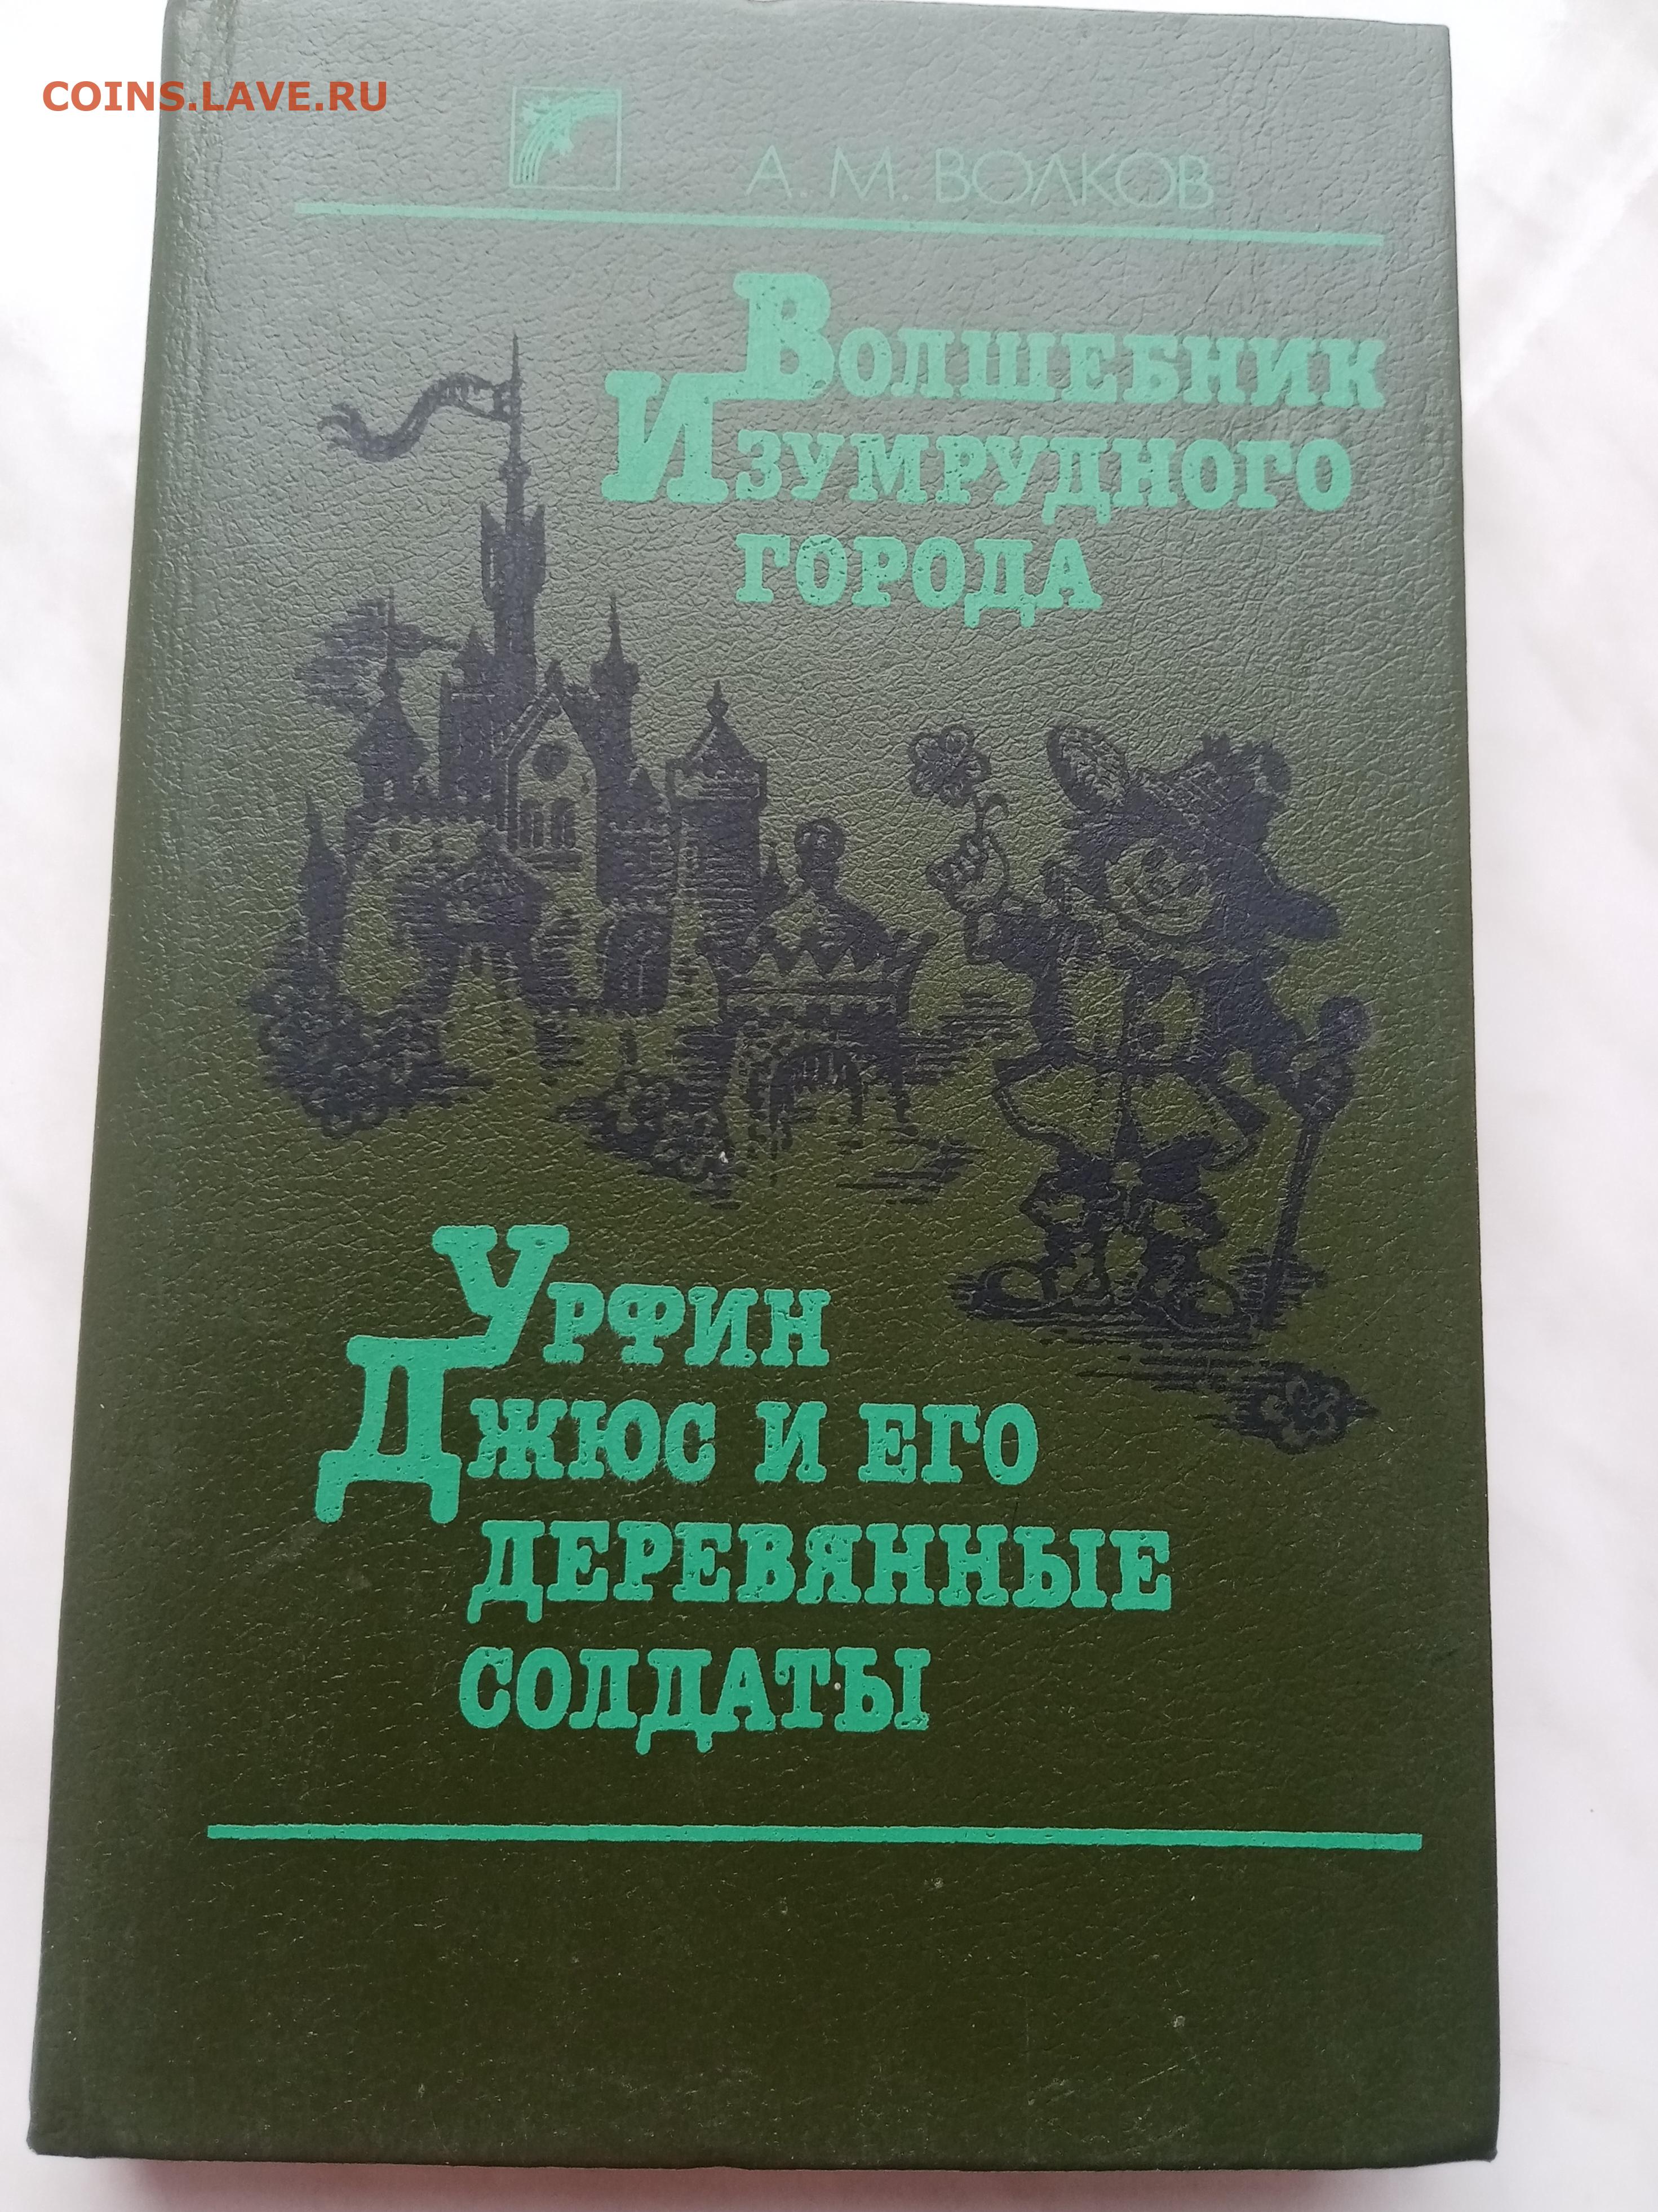 COINS.LAVE.RU
А. М. ВОЛКОВ
ВОЛШЕБНИК
ИЗУМРУДНОГО
ГОРОДА
УРФИН
ДЖЮС И ЕГО
ДЕРЕВЯННЫЕ
СОЛДАТЫ